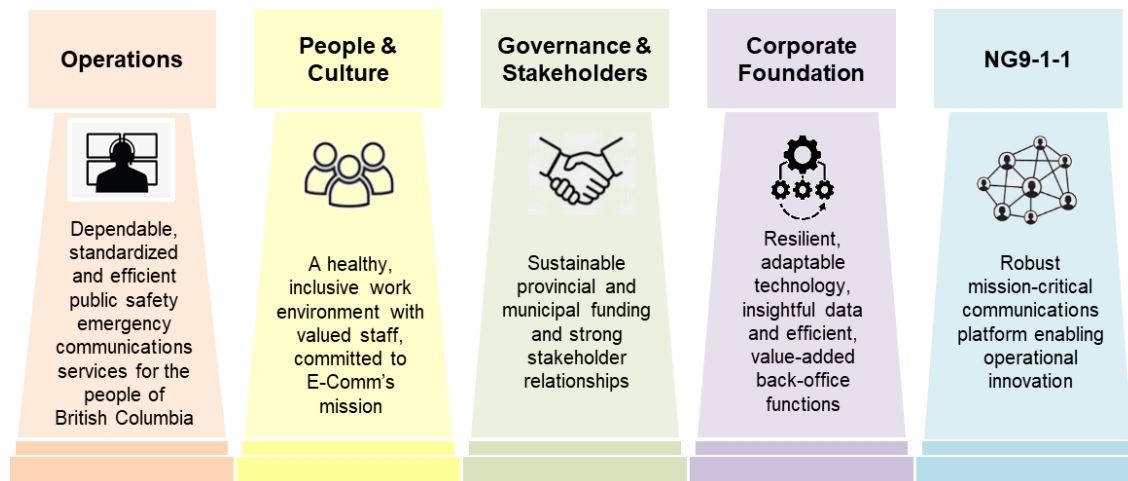 Operations
Dependable,
standardized
and efficient
public safety
emergency
communications
services for the
people of
British Columbia
People &
Culture
A healthy,
inclusive work
environment with
valued staff,
committed to
E-Comm's
mission
Governance &
Stakeholders
Sustainable
provincial and
municipal funding
and strong
stakeholder
relationships
Corporate
Foundation
Resilient,
adaptable
technology,
insightful data
and efficient,
value-added
back-office
functions
NG9-1-1
Robust
mission-critical
communications
platform enabling
operational
innovation